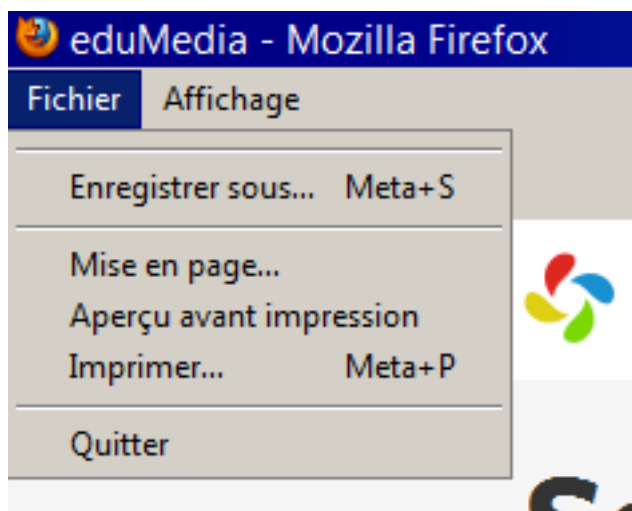 eduMedia - Mozilla Firefox
Fichier Affichage
Enregistrer sous... Meta+S
Mise en page...
Aperçu avant impression
Imprimer... Meta+P
Quitter